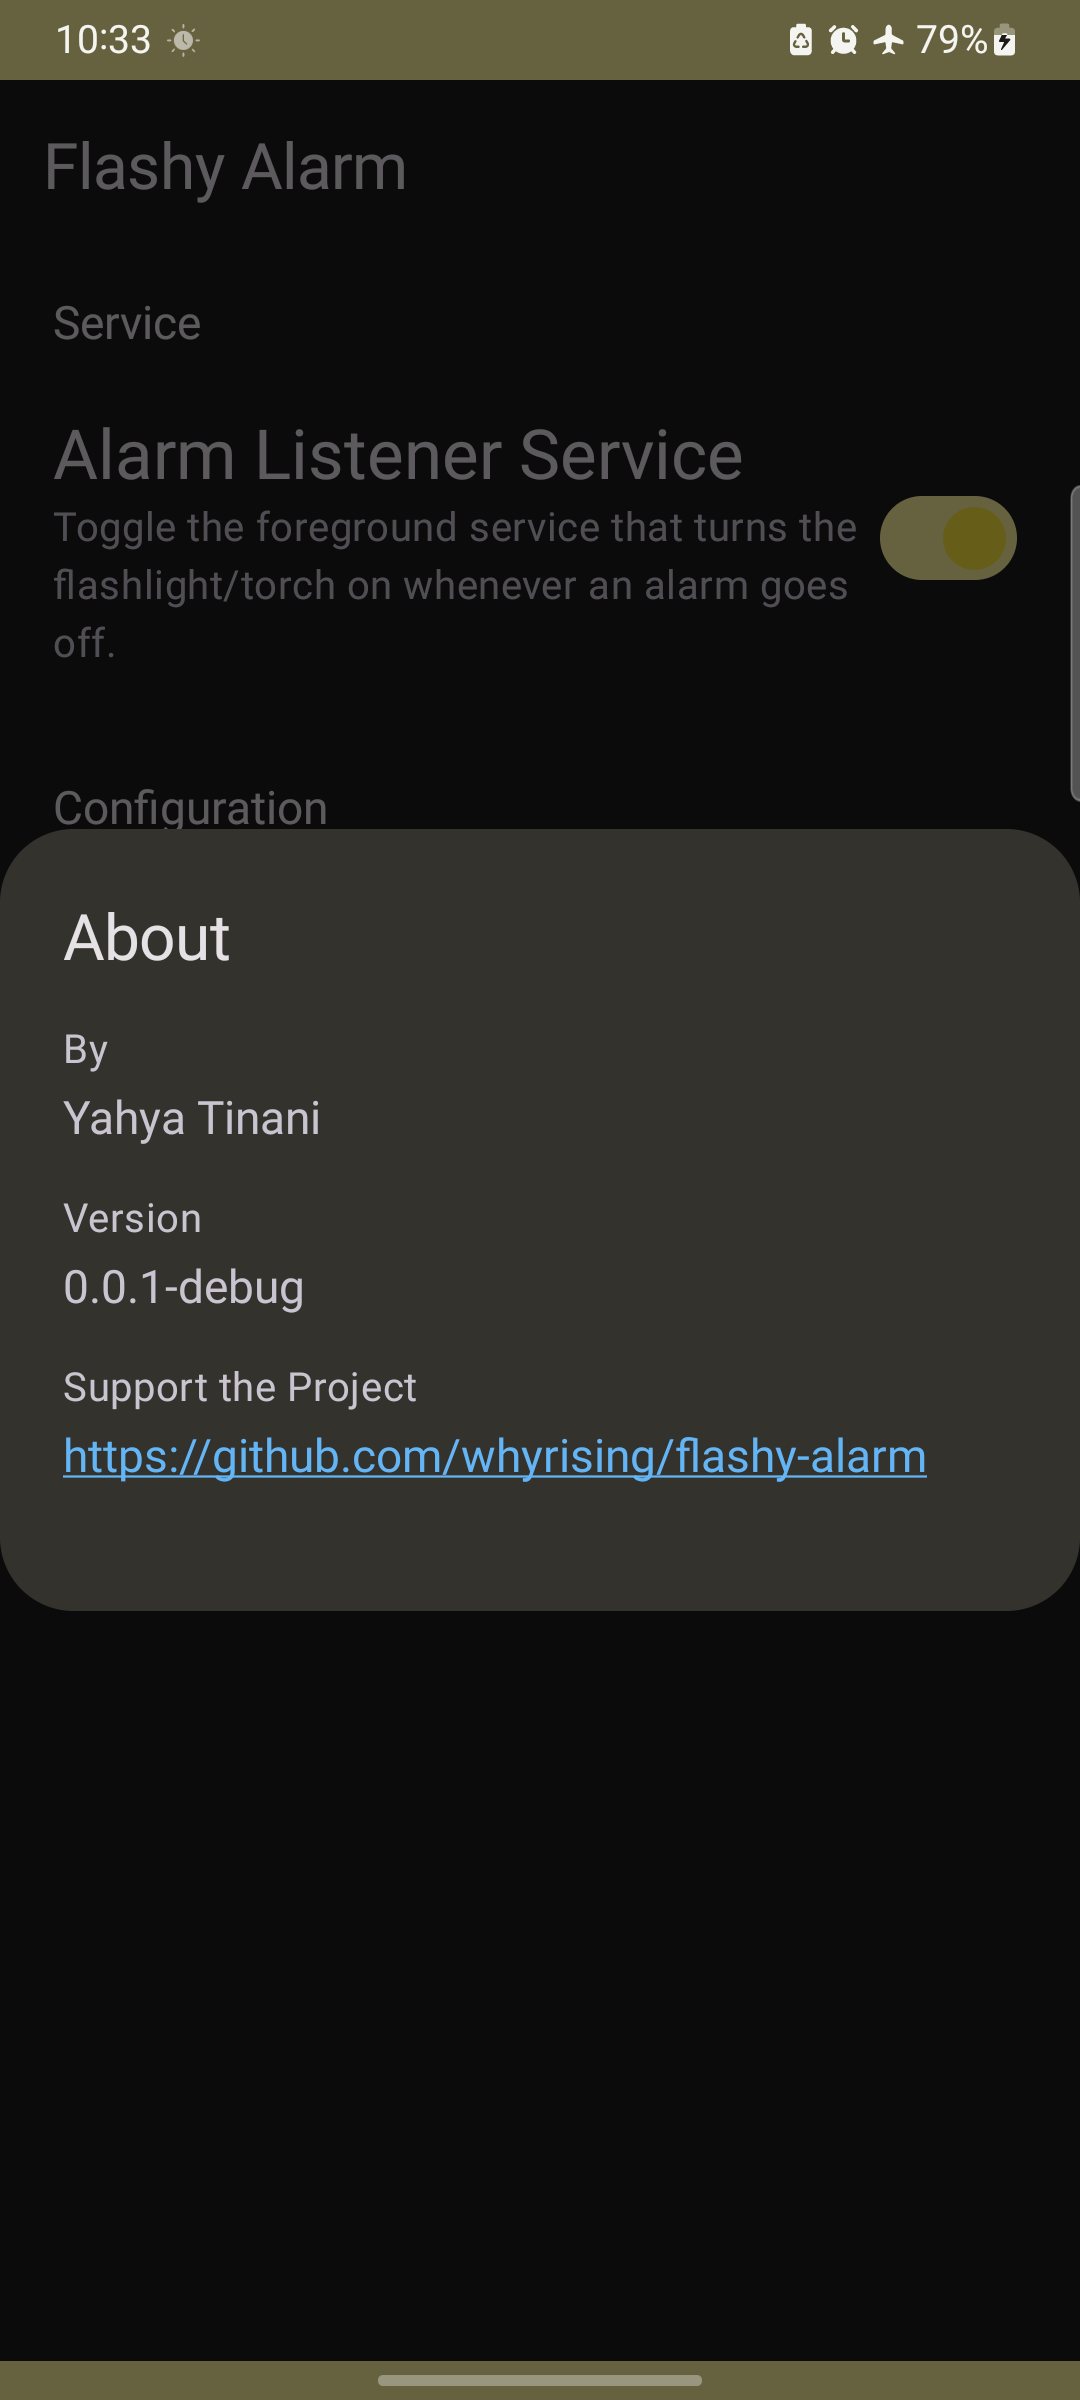 10:33
79%
Flashy Alarm
Service
Alarm Listener Service
Toggle the foreground service that turns the
flashlight/torch on whenever an alarm goes
off.
Configuration
About
By
Yahya Tinani
Version
0.0.1-debug
Support the Project
https://github.com/whyrising/flashy-alarm